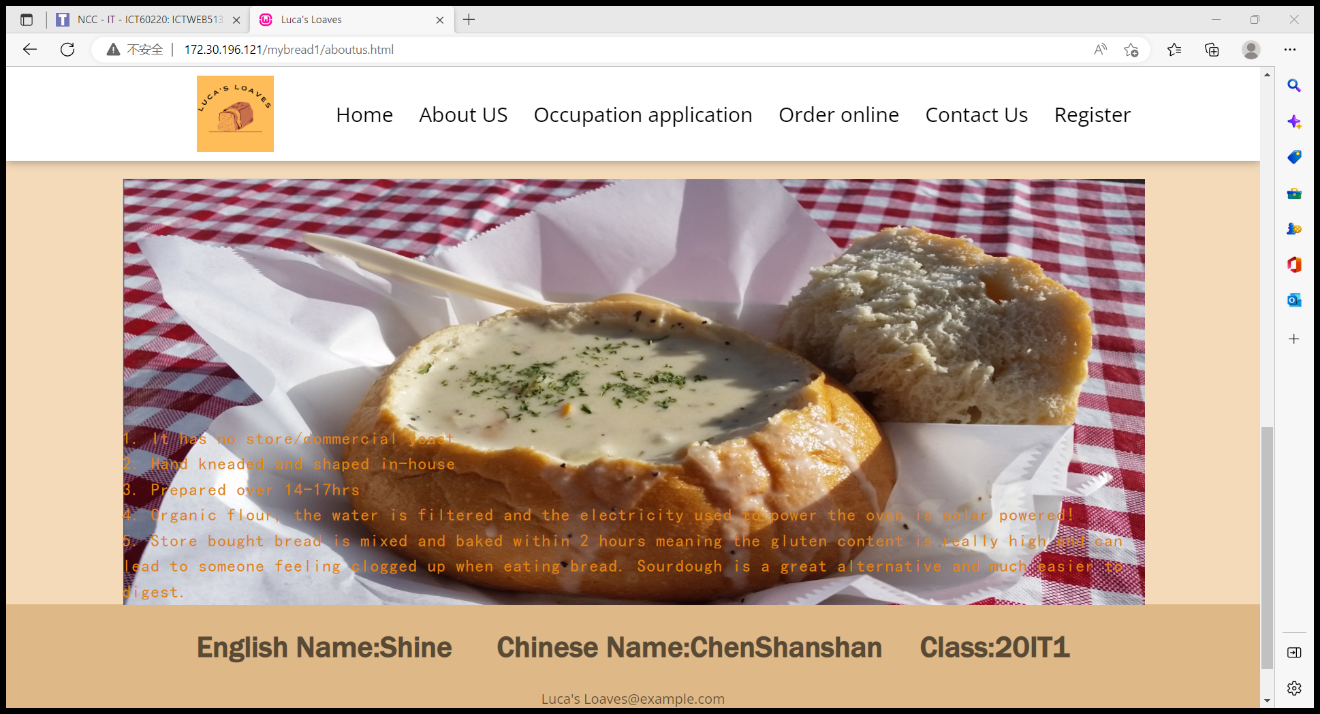 NCC - IT - ICT60220: ICTWEB513
Luca's Loaves
不安全 | 172.30.196.121/mybread1/aboutus.html
LUCA'S LOAVES
Home About US Occupation application Order online Contact Us Register
1. It has no store/commercial yeast
2. Hand kneaded and shaped in-house
3. Prepared over 14-17hrs
4. Organic flour, the water is filtered and the electricity used to power the oven is solar powered!
5. Store bought bread is mixed and baked within 2 hours meaning the gluten content is really high and can
lead to someone feeling clogged up when eating bread. Sourdough is a great alternative and much easier to
digest.
English Name:Shine Chinese Name:ChenShanshan Class:20IT1
Luca's Loaves@example.com